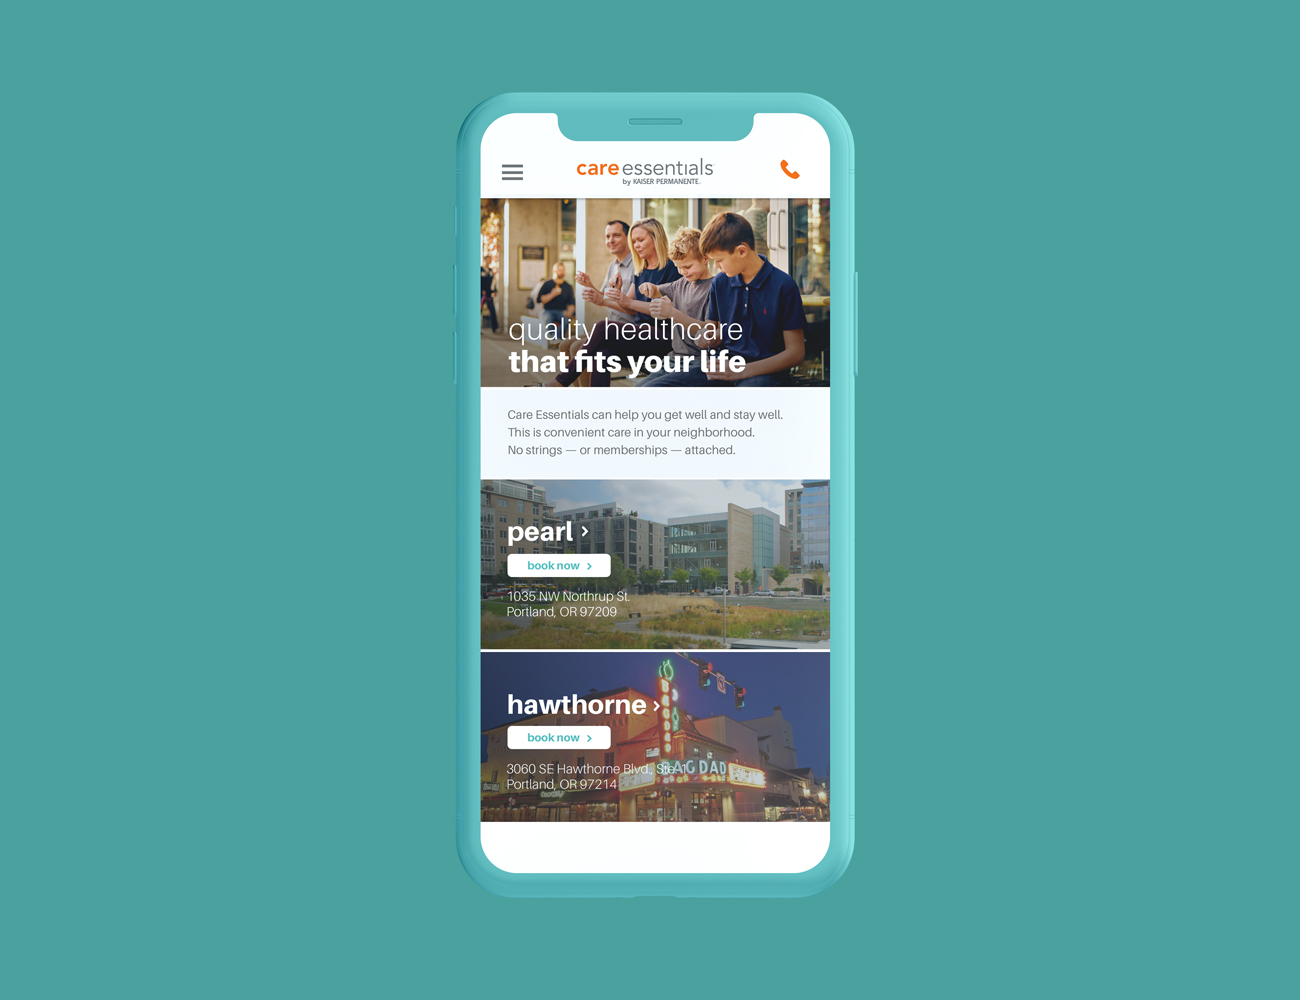 care essentials
by KAISER PERMANENTE.
quality healthcare
that fits your life
Care Essentials can help you get well and stay well.
This is convenient care in your neighborhood.
No strings — or memberships — attached.
pearl ›
book now ›
1035 NW Northrup St.
Portland, OR 97209
hawthorne ›
book now ›
BAGDAD
3060 SE Hawthorne Blvd., Ste. 1
BAGDAD
Portland, OR 97214